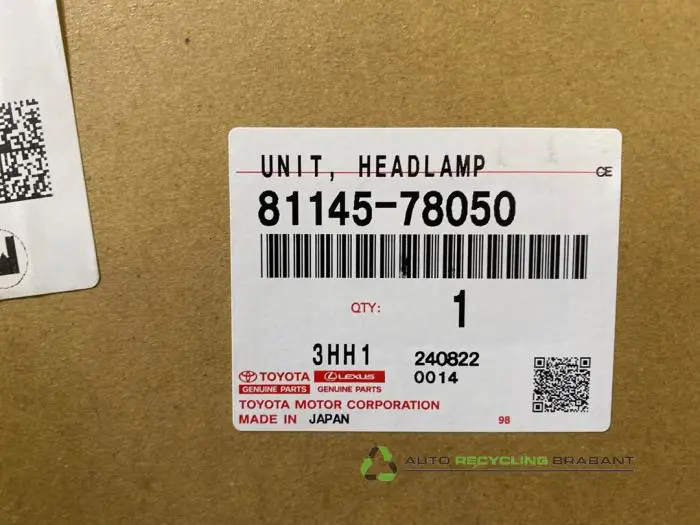 UNIT, HEADLAMP
CE
81145-78050
QTY: 1
3HH1 240822
0014
TOYOTA LEXUS
GENUINE PARTS GENUINE PARTS
TOYOTA MOTOR CORPORATION
MADE IN JAPAN 98
AUTO RECYCLING BRABANT